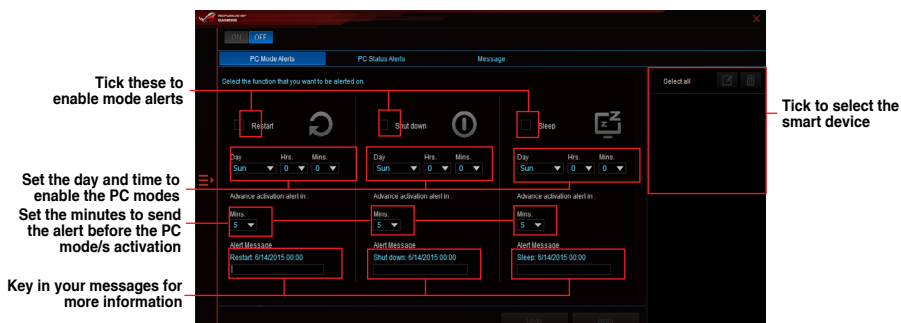 REPUBLIC OF
GAMERS
ON OFF
PC Mode Alerts PC Status Alerts Message
Select the function that you want to be alerted on.
Select all
Restart Shut down Sleep
Day Hrs. Mins. Day Hrs. Mins. Day Hrs. Mins.
Sun 0 0 Sun 0 0 Sun 0 0
Advance activation alert in : Advance activation alert in : Advance activation alert in :
Mins. Mins. Mins.
5 5 5
Alert Message Alert Message Alert Message
Restart: 6/14/2015 00:00 Shut down: 6/14/2015 00:00 Sleep: 6/14/2015 00:00
Tick these to
enable mode alerts
Set the day and time to
enable the PC modes
Set the minutes to send
the alert before the PC
mode/s activation
Key in your messages for
more information
Tick to select the
smart device